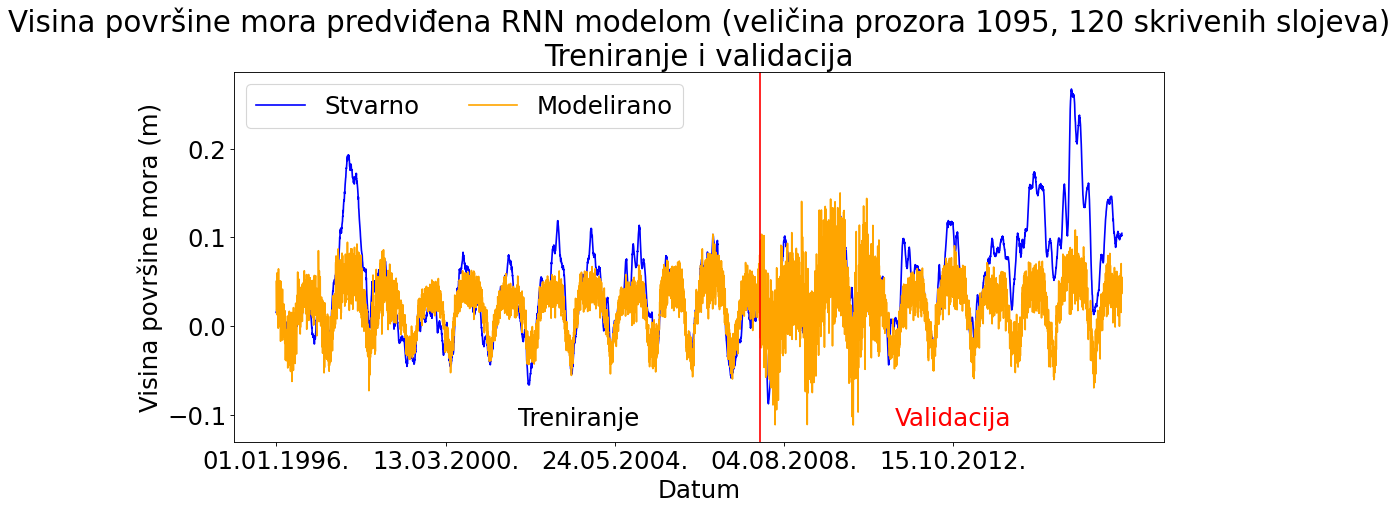 Visina površine mora predviđena RNN modelom (veličina prozora 1095, 120 skrivenih slojeva)
Treniranje i validacija
Stvarno
Modelirano
Visina površine mora (m)
0.2
0.1
0.0
−0.1
Treniranje
Validacija
01.01.1996.
13.03.2000.
24.05.2004.
04.08.2008.
15.10.2012.
Datum